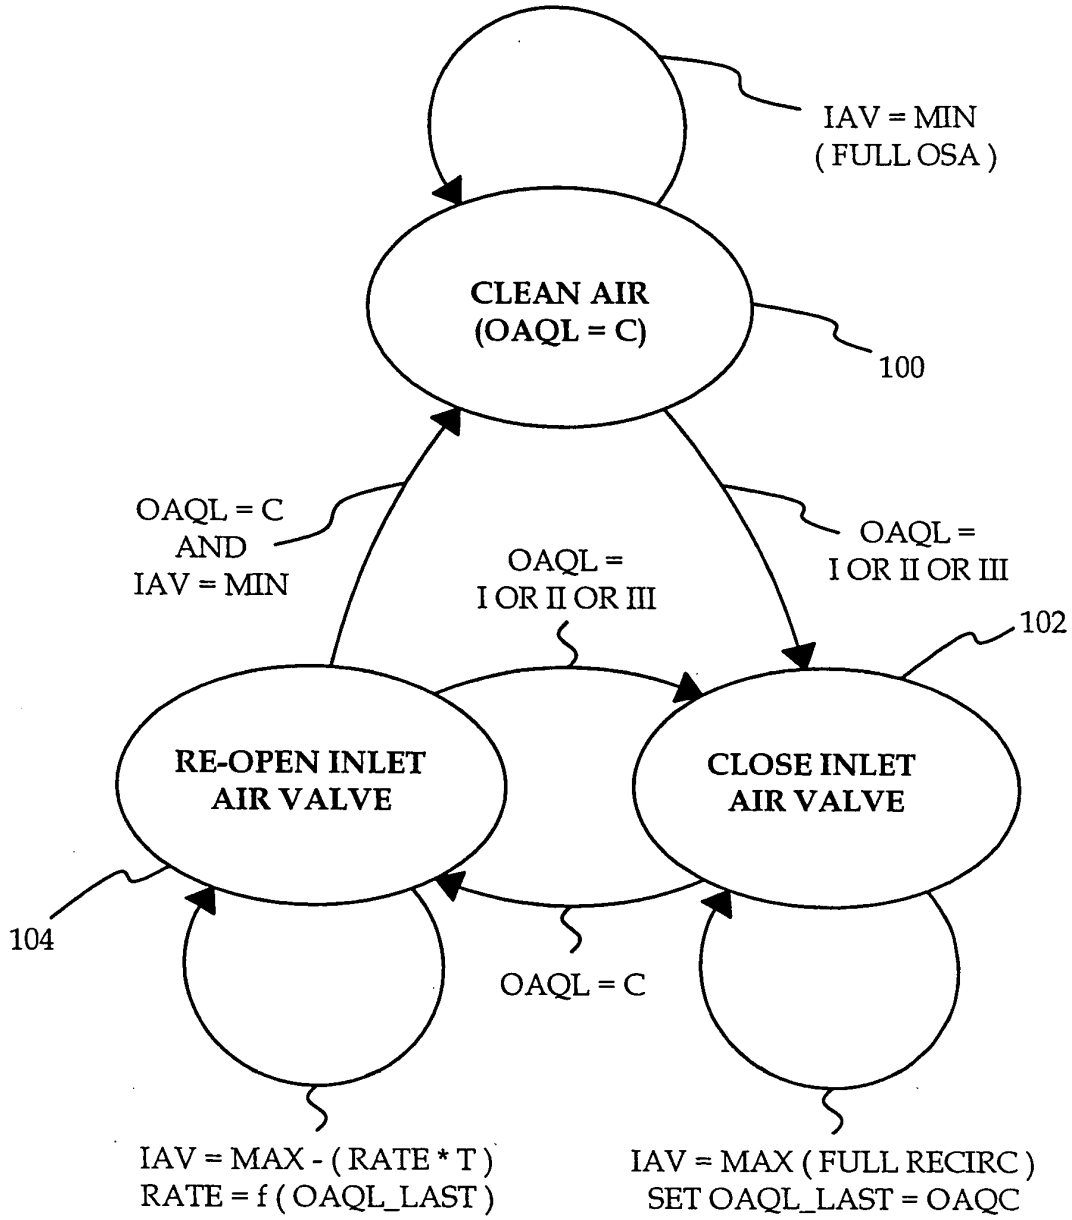 IAV = MIN
( FULL OSA )
CLEAN AIR
(OAQL = C)
100
OAQL = C
AND
IAV = MIN
OAQL =
I OR II OR III
OAQL =
I OR II OR III
102
RE-OPEN INLET
AIR VALVE
CLOSE INLET
AIR VALVE
104
OAQL = C
IAV = MAX - ( RATE * T )
RATE = f ( OAQL_LAST )
IAV = MAX ( FULL RECIRC )
SET OAQL_LAST = OAQC